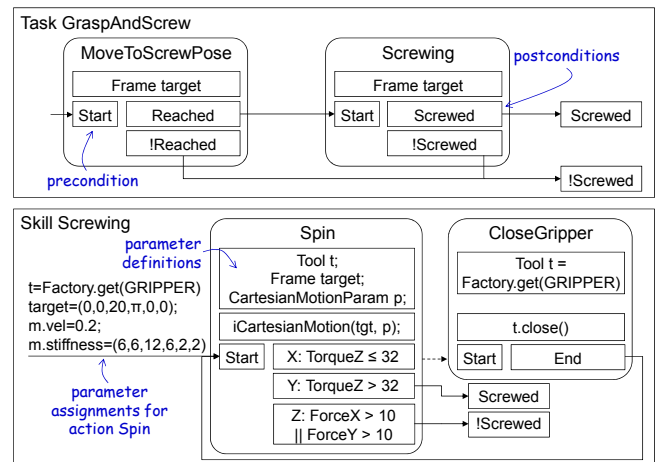 Task GraspAndScrew
MoveToScrewPose
Frame target
Start
Reached
!Reached
precondition
Screwing
Frame target
Start
Screwed
!Screwed
postconditions
Screwed
!Screwed
Skill Screwing
parameter
definitions
t=Factory.get(GRIPPER)
target=(0,0,20,π,0,0);
m.vel=0.2;
m.stiffness=(6,6,12,6,2,2)
parameter
assignments for
action Spin
Spin
Tool t;
Frame target;
CartesianMotionParam p;
iCartesianMotion(tgt, p);
Start
X: TorqueZ ≤ 32
Y: TorqueZ > 32
Z: ForceX > 10
|| ForceY > 10
CloseGripper
Tool t =
Factory.get(GRIPPER)
t.close()
Start
End
Screwed
!Screwed